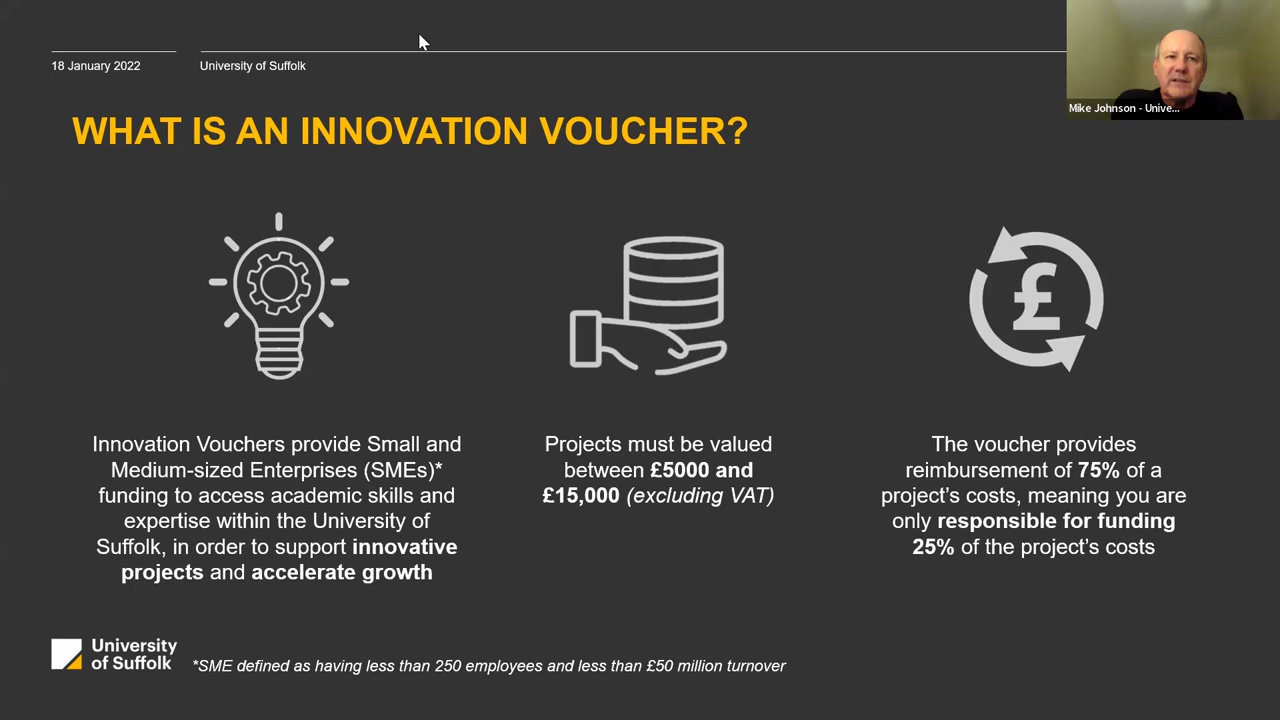 18 January 2022
University of Suffolk
Mike Johnson - Unive...
WHAT IS AN INNOVATION VOUCHER?
£
Innovation Vouchers provide Small and
Medium-sized Enterprises (SMEs)*
funding to access academic skills and
expertise within the University of
Suffolk, in order to support innovative
projects and accelerate growth
Projects must be valued
between £5000 and
£15,000 (excluding VAT)
The voucher provides
reimbursement of 75% of a
project's costs, meaning you are
only responsible for funding
25% of the project's costs
University
of Suffolk
*SME defined as having less than 250 employees and less than £50 million turnover